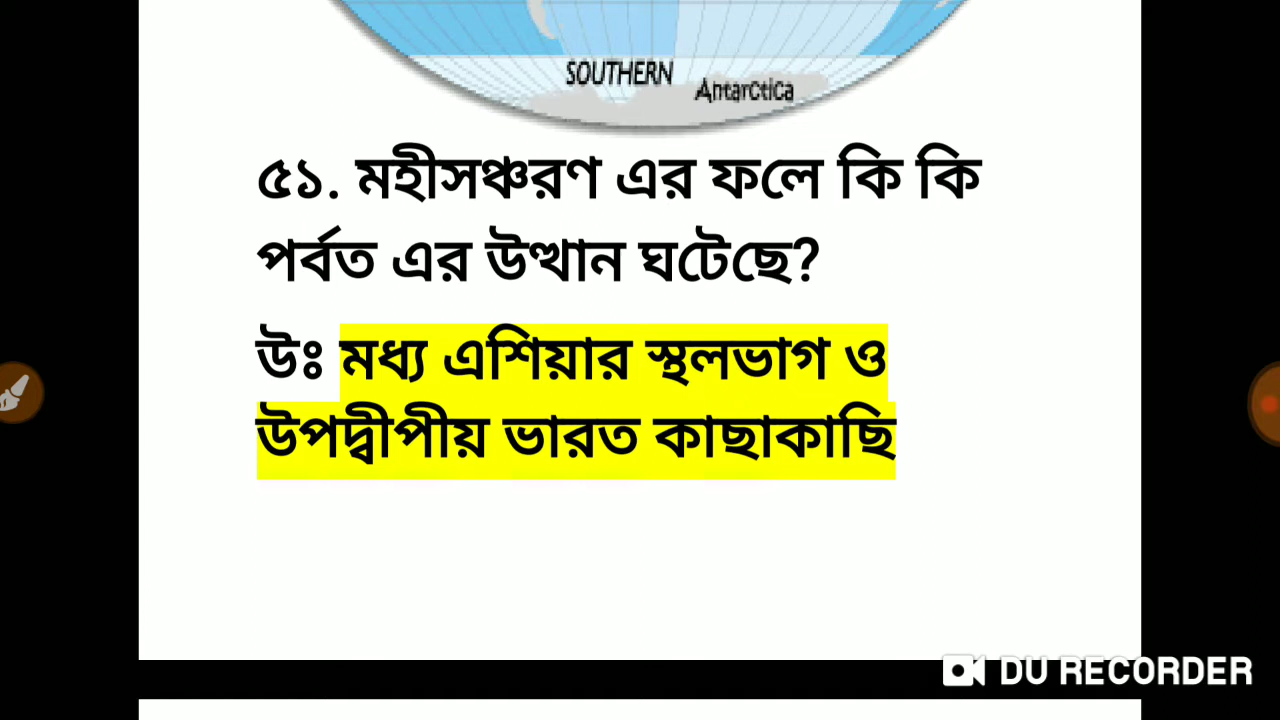 SOUTHERN
Antarctica
৫১. মহীসঞ্চরণ এর ফলে কি কি
পর্বত এর উত্থান ঘটেছে?
উঃ মধ্য এশিয়ার স্থলভাগ ও
উপদ্বীপীয় ভারত কাছাকাছি
DU RECORDER